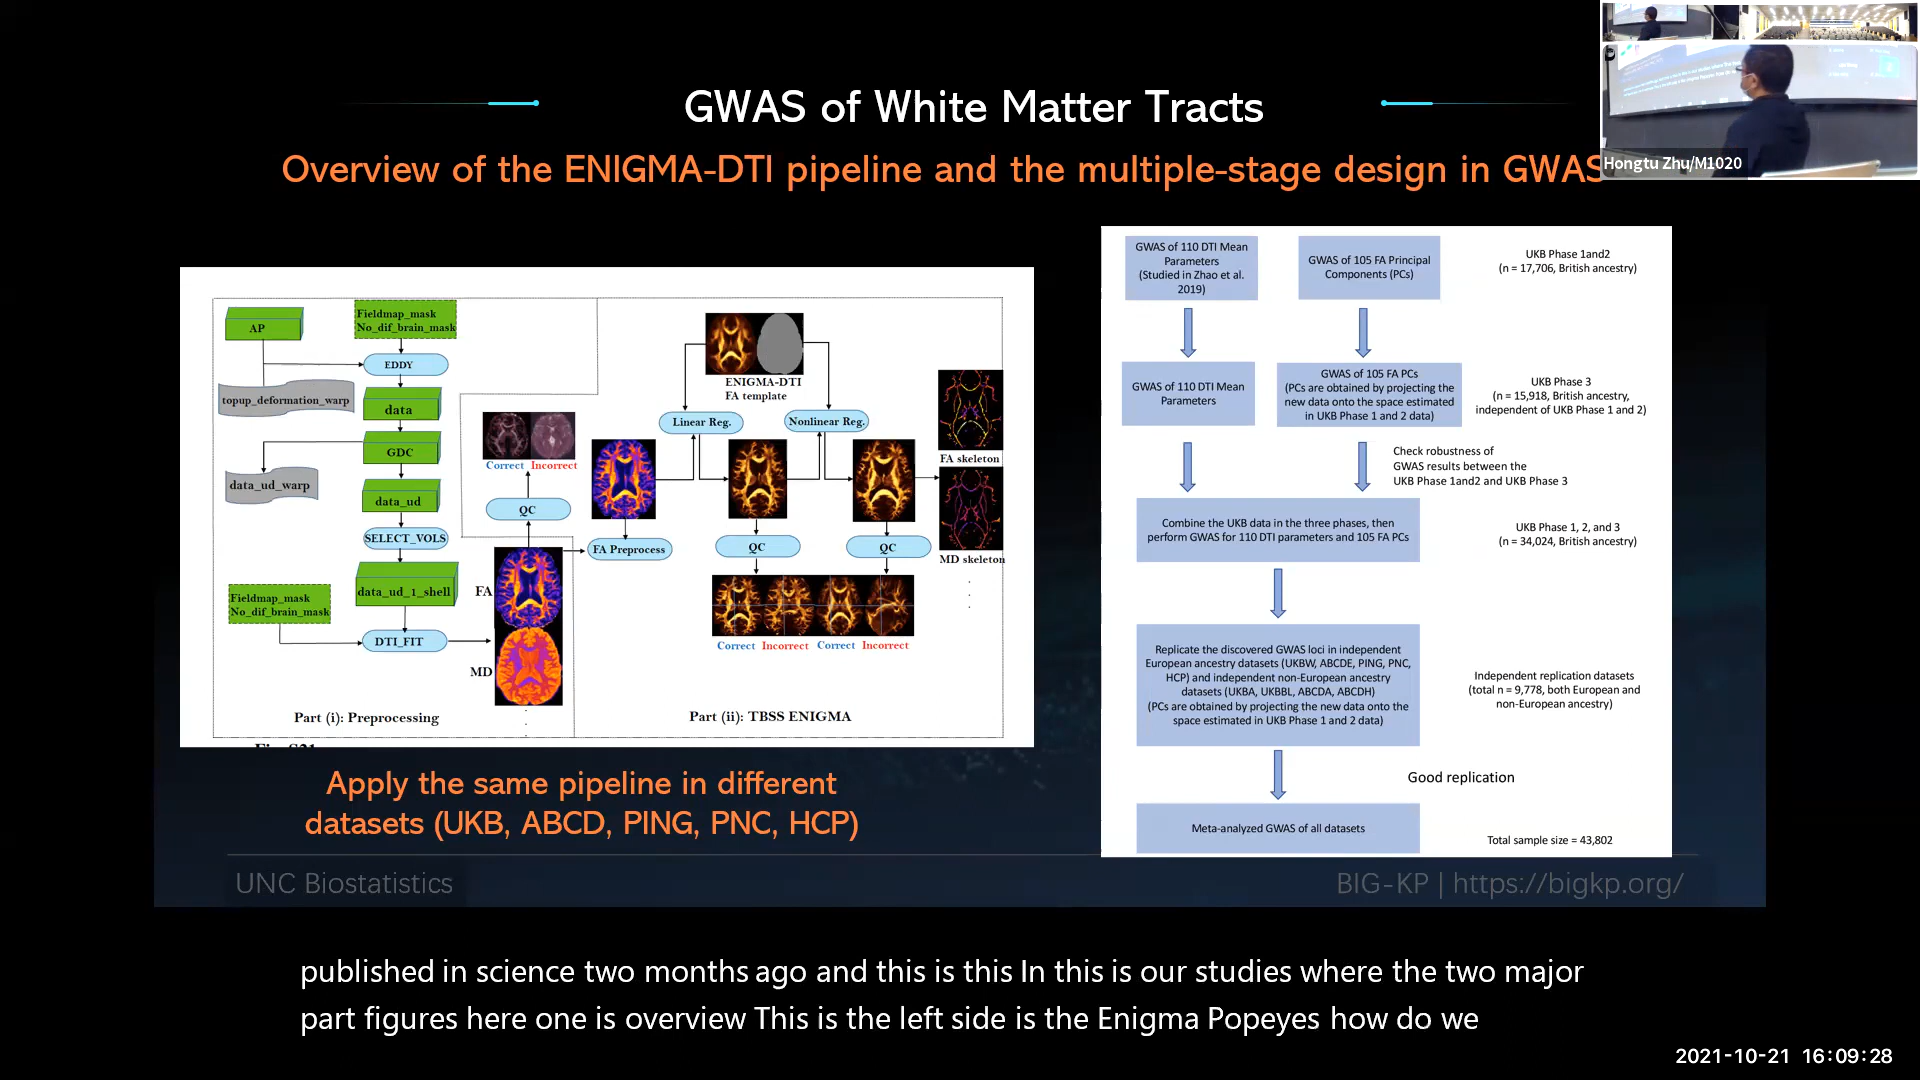 GWAS of White Matter Tracts
Overview of the ENIGMA-DTI pipeline and the multiple-stage design in GWAS
Hongtu Zhu/M1020
AP
Fieldmap_mask
No_dif_brain_mask
EDDY
topup_deformation_warp
data
GDC
data_ud_warp
data_ud
SELECT_VOLS
data_ud_1_shell
Fieldmap_mask
No_dif_brain_mask
DTI_FIT
Correct Incorrect
QC
FA
MD
Part (i): Preprocessing
ENIGMA-DTI
FA template
Linear Reg.
Nonlinear Reg.
FA Preprocess
QC
QC
FA skeleton
MD skeleton
Correct Incorrect Correct Incorrect
Part (ii): TBSS ENIGMA
Apply the same pipeline in different
datasets (UKB, ABCD, PING, PNC, HCP)
GWAS of 110 DTI Mean
Parameters
(Studied in Zhao et al.
2019)
GWAS of 105 FA Principal
Components (PCs)
UKB Phase 1and2
(n = 17,706, British ancestry)
GWAS of 110 DTI Mean
Parameters
GWAS of 105 FA PCs
(PCs are obtained by projecting the
new data onto the space estimated
in UKB Phase 1 and 2 data)
UKB Phase 3
(n = 15,918, British ancestry,
independent of UKB Phase 1 and 2)
Check robustness of
GWAS results between the
UKB Phase 1and2 and UKB Phase 3
Combine the UKB data in the three phases, then
perform GWAS for 110 DTI parameters and 105 FA PCs
UKB Phase 1, 2, and 3
(n = 34,024, British ancestry)
Replicate the discovered GWAS loci in independent
European ancestry datasets (UKBW, ABCDE, PING, PNC,
HCP) and independent non-European ancestry
datasets (UKBA, UKBBL, ABCDA, ABCDH)
(PCs are obtained by projecting the new data onto the
space estimated in UKB Phase 1 and 2 data)
Independent replication datasets
(total n = 9,778, both European and
non-European ancestry)
Good replication
Meta-analyzed GWAS of all datasets
Total sample size = 43,802
UNC Biostatistics
BIG-KP | https://bigkp.org/
published in science two months ago and this is this In this is our studies where the two major
part figures here one is overview This is the left side is the Enigma Popeyes how do we
2021-10-21 16:09:28